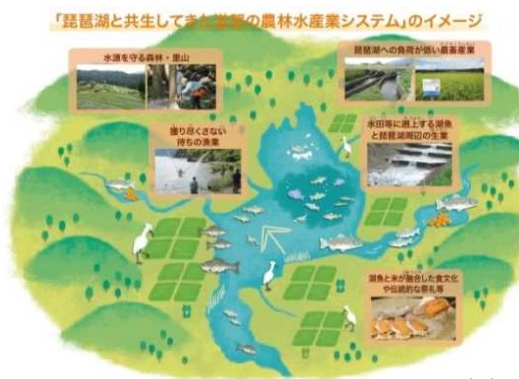 「琵琶湖と共生してきた滋賀の農林水産業システム」のイメージ
水源を守る森林・里山
琵琶湖への負荷が低い農畜産業
獲り尽くさない
待ちの漁業
水田等に遡上する湖魚
と琵琶湖周辺の生業
湖魚と米が融合した食文化
や伝統的な祭礼等